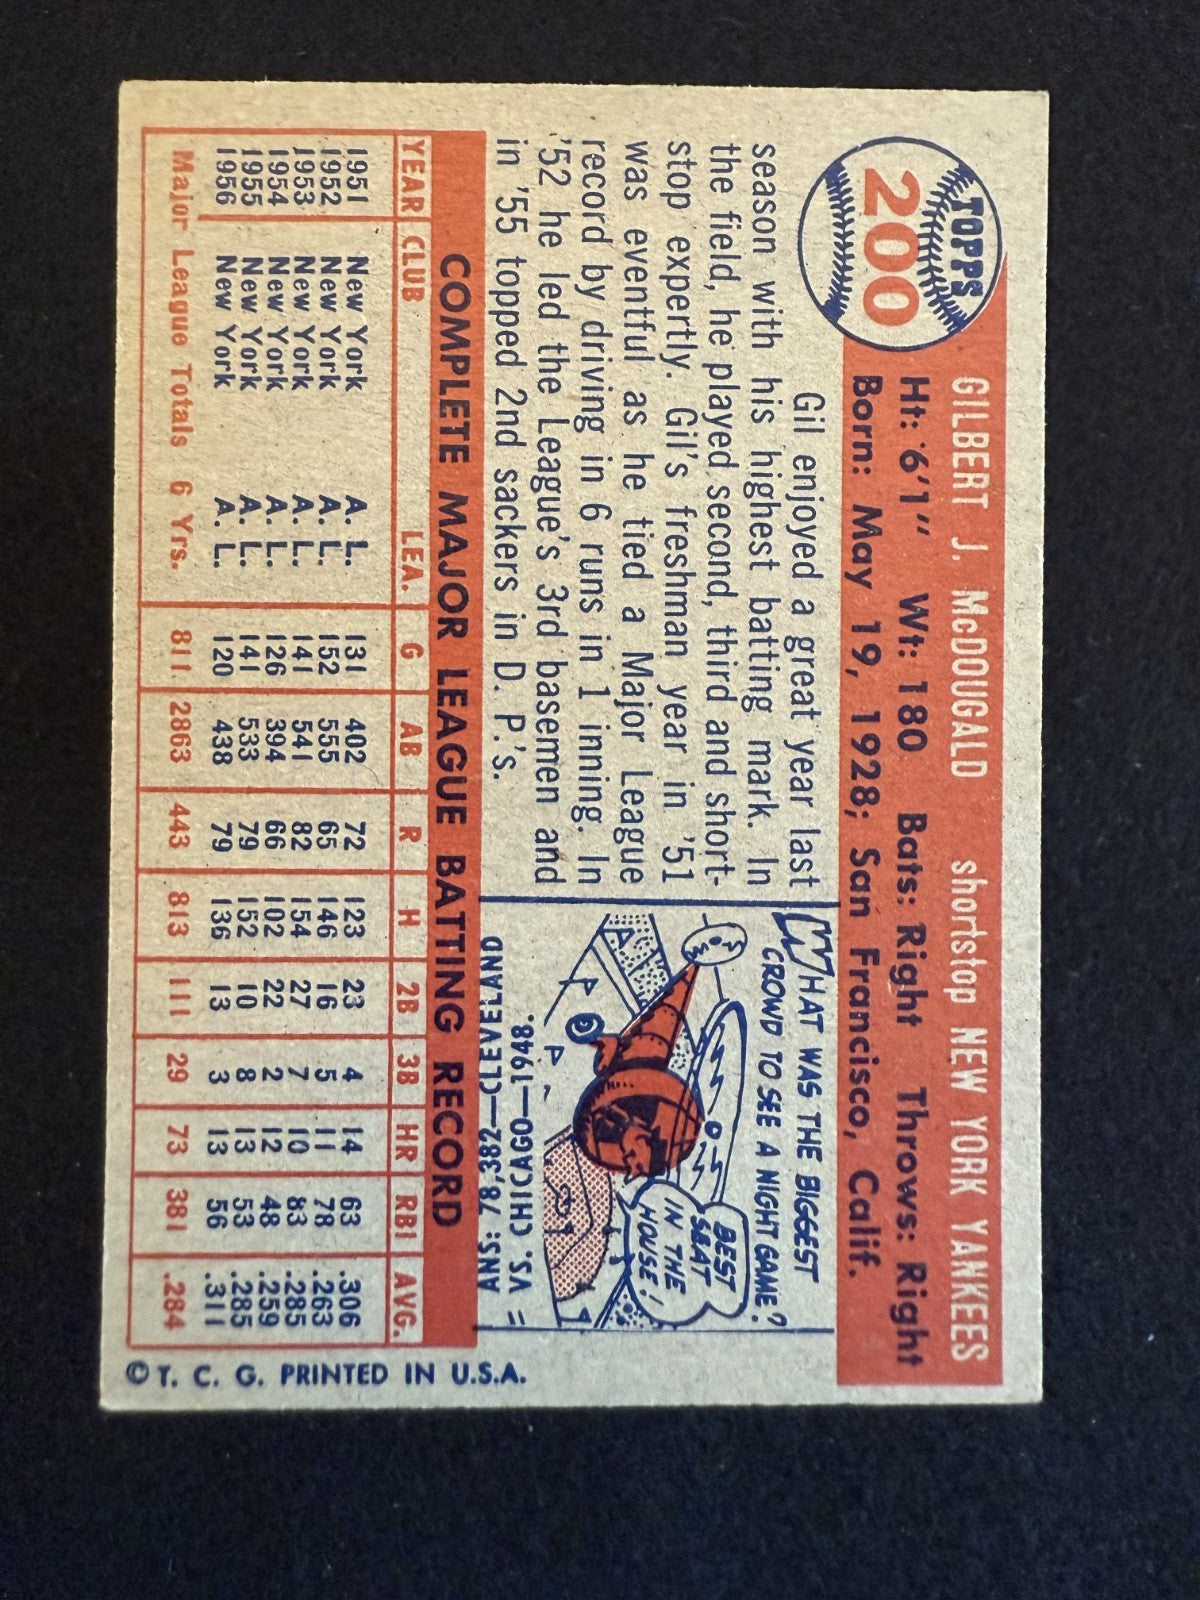 TOPPS
200
GILBERT J. McDOUGALD shortstop NEW YORK YANKEES
Ht: 6'1" Wt: 180 Bats: Right Throws: Right
Born: May 19, 1928; San Francisco, Calif.
Gil enjoyed a great year last
season with his highest batting mark. In
the field, he played second, third and short-
stop expertly. Gil's freshman year in '51
was eventful as he tied a Major League
record by driving in 6 runs in 1 inning. In
'52 he led the League's 3rd basemen and
in '55 topped 2nd sackers in D. P.'s.
WHAT WAS THE BIGGEST
CROWD TO SEE A NIGHT GAME?
BEST
SEAT
IN THE
HOUSE!
ANS: 78,382—CLEVELAND
VS. CHICAGO—1948.
COMPLETE MAJOR LEAGUE BATTING RECORD
YEAR CLUB LEA. G AB R H 2B 3B HR RBI AVG.
1951 New York A. L. 131 402 72 123 23 4 14 63 .306
1952 New York A. L. 152 555 65 146 16 5 11 78 .263
1953 New York A. L. 141 541 82 154 27 7 10 83 .285
1954 New York A. L. 126 394 66 102 22 2 12 48 .259
1955 New York A. L. 141 533 79 152 10 8 13 53 .285
1956 New York A. L. 120 438 79 136 13 3 13 56 .311
Major League Totals 6 Yrs. 811 2863 443 813 111 29 73 381 .284
© T. C. G. PRINTED IN U.S.A.